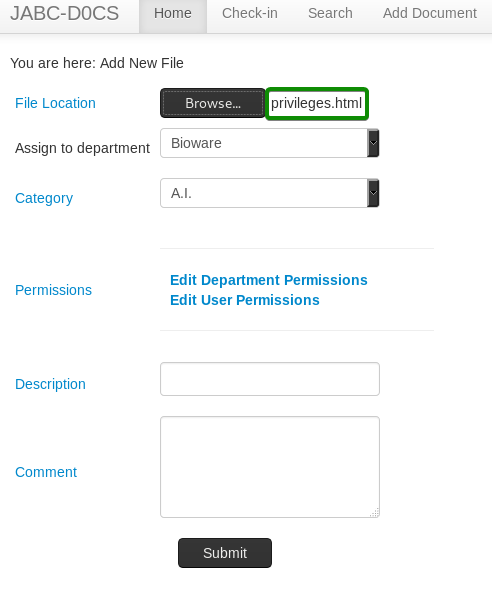 JABC-D0CS Home Check-in Search Add Document
You are here: Add New File
File Location Browse... privileges.html
Assign to department Bioware
Category A.I.
Permissions
Edit Department Permissions
Edit User Permissions
Description
Comment
Submit